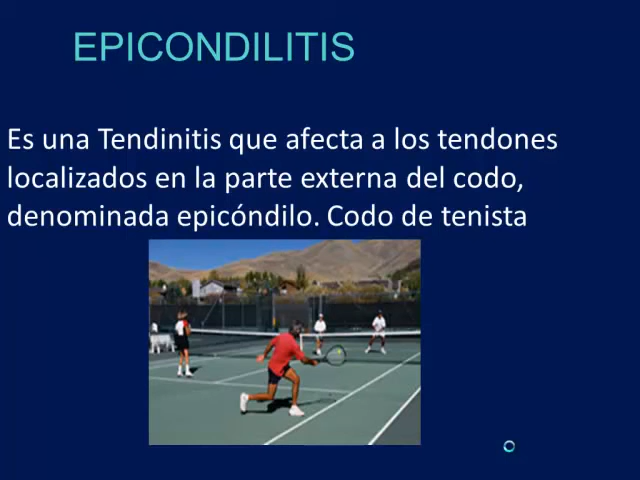 EPICONDILITIS
Es una Tendinitis que afecta a los tendones
localizados en la parte externa del codo,
denominada epicóndilo. Codo de tenista